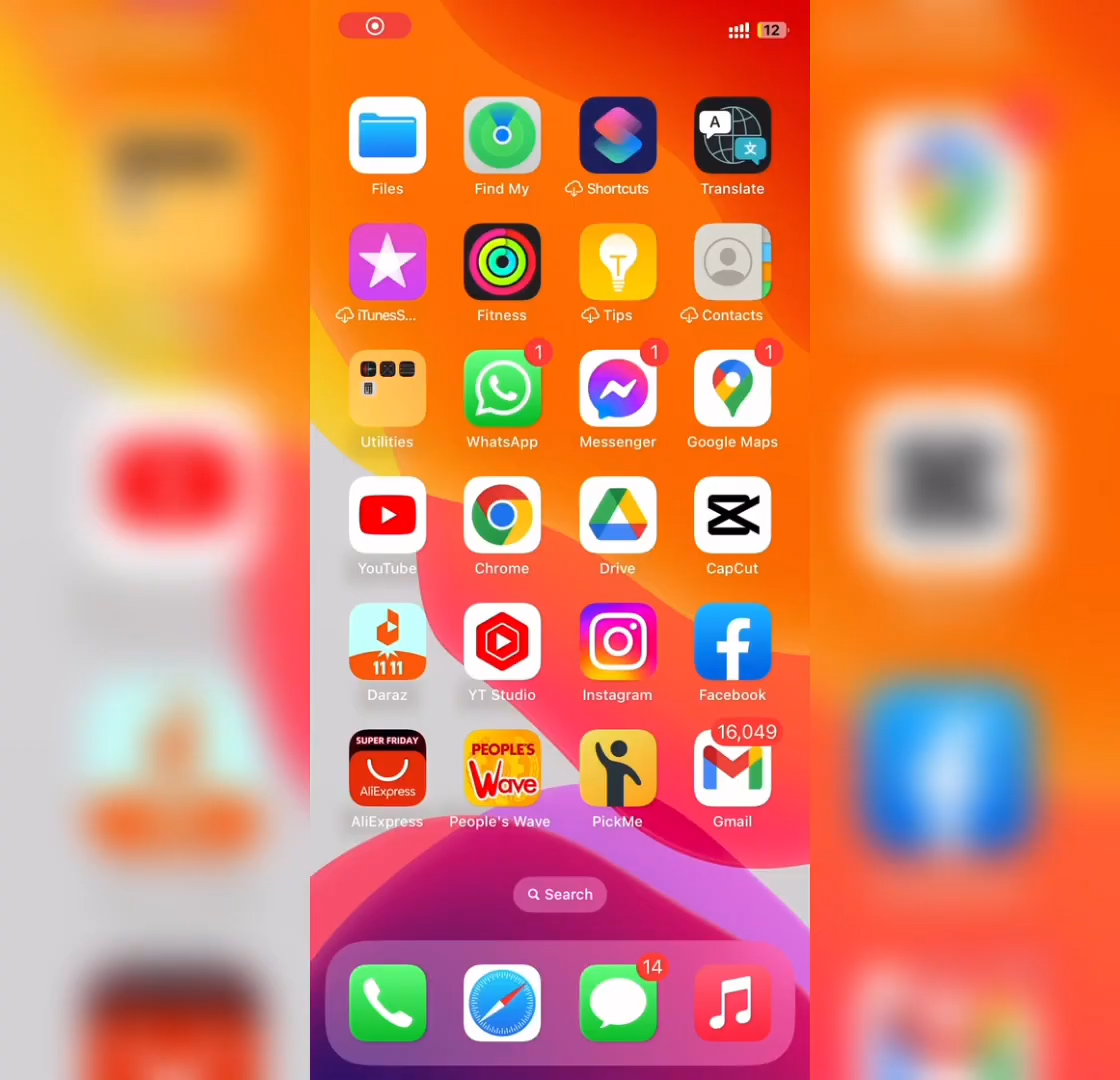 12
A
文
Files
Find My
Shortcuts
Translate
iTunesS...
Fitness
Tips
Contacts
1
1
1
Utilities
WhatsApp
Messenger
Google Maps
YouTube
Chrome
Drive
CapCut
11 11
Daraz
YT Studio
Instagram
Facebook
SUPER FRIDAY
AliExpress
PEOPLE'S
Wave
16,049
AliExpress
People's Wave
PickMe
Gmail
Search
14